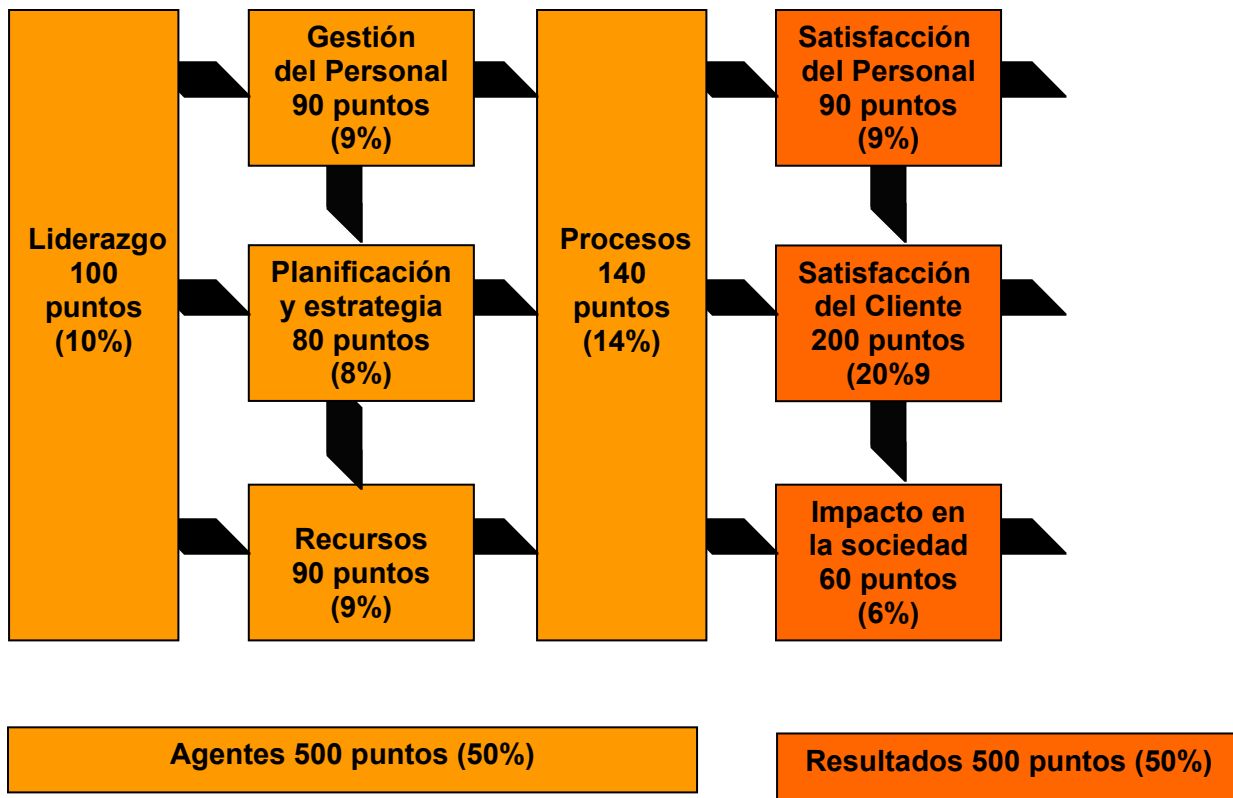 Liderazgo
100
puntos
(10%)
Gestión
del Personal
90 puntos
(9%)
Planificación
y estrategia
80 puntos
(8%)
Recursos
90 puntos
(9%)
Procesos
140
puntos
(14%)
Satisfacción
del Personal
90 puntos
(9%)
Satisfacción
del Cliente
200 puntos
(20%9
Impacto en
la sociedad
60 puntos
(6%)
Agentes 500 puntos (50%)
Resultados 500 puntos (50%)